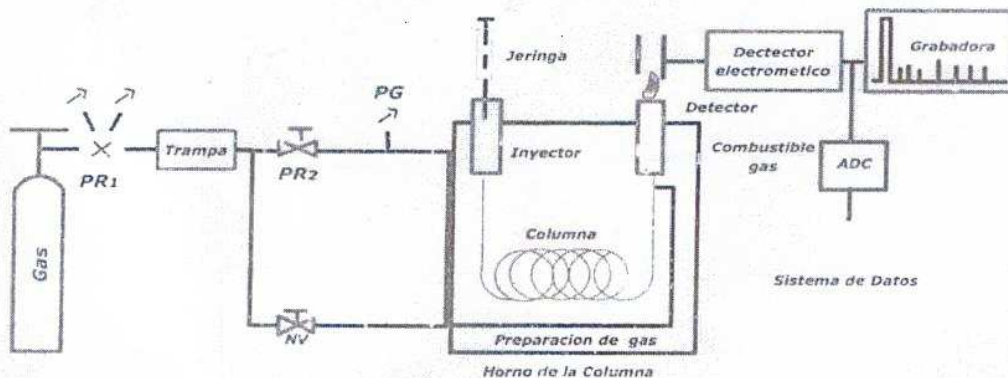 Gas
PR1
Trampa
PR2
NV
PG
Jeringa
Inyector
Columna
Preparacion de gas
Horno de la Columna
Detector
Dectector
electrometico
Grabadora
Combustible
gas
ADC
Sistema de Datos